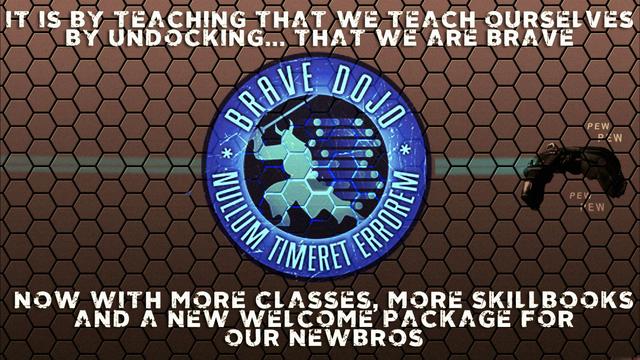 IT IS BY TEACHING THAT WE TEACH OURSELVES
BY UNDOCKING... THAT WE ARE BRAVE
BRAVE DOJO
* NULLUM TIMERET ERROREM *
PEW
PEW
PEW
PEW
NOW WITH MORE CLASSES, MORE SKILLBOOKS
AND A NEW WELCOME PACKAGE FOR
OUR NEWBROS